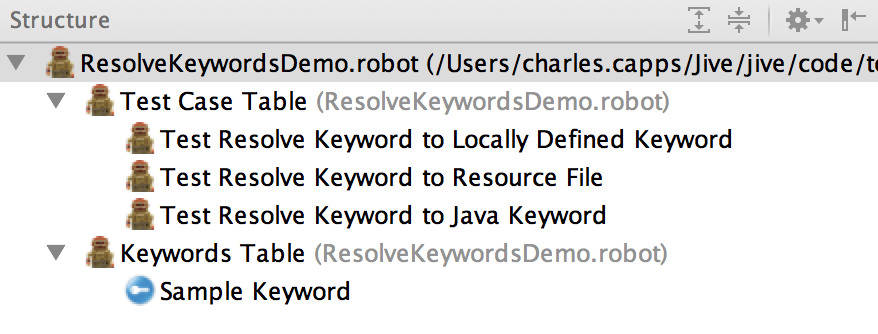 Structure
ResolveKeywordsDemo.robot (/Users/charles.capps/Jive/jive/code/t
Test Case Table (ResolveKeywordsDemo.robot)
Test Resolve Keyword to Locally Defined Keyword
Test Resolve Keyword to Resource File
Test Resolve Keyword to Java Keyword
Keywords Table (ResolveKeywordsDemo.robot)
Sample Keyword